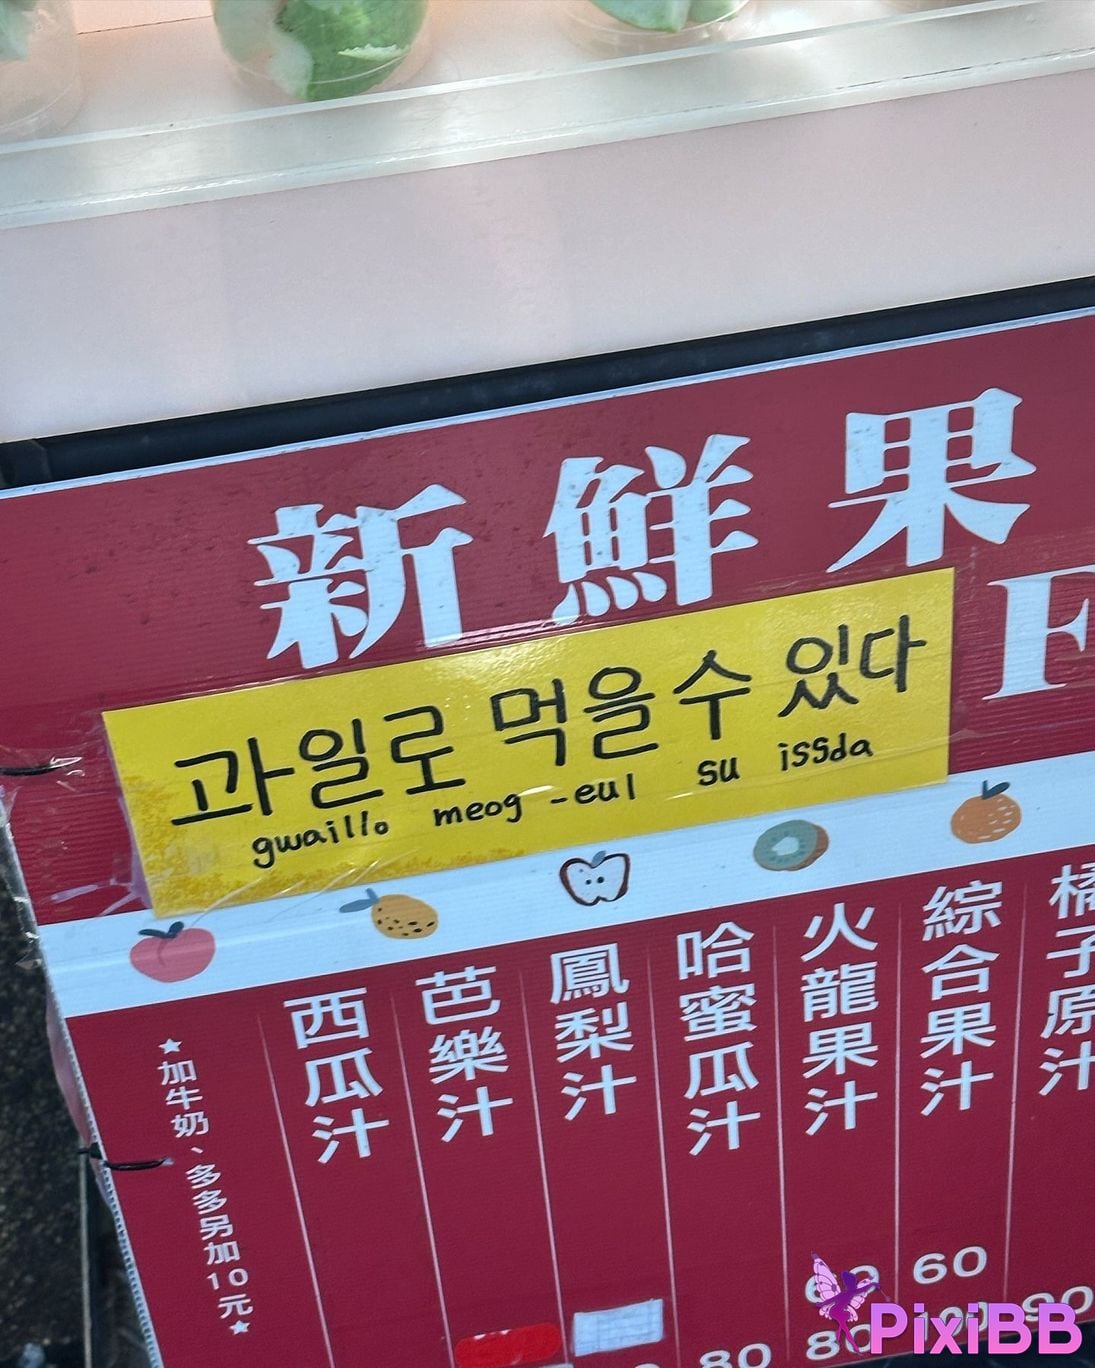 新鮮果
F
과일로 먹을수 있다
gwaillo meog-eul su issda
★加牛奶、多多另加10元★
西瓜汁
芭樂汁
鳳梨汁
哈蜜瓜汁
火龍果汁
綜合果汁
橘子原汁
60
80
90
PixiBB